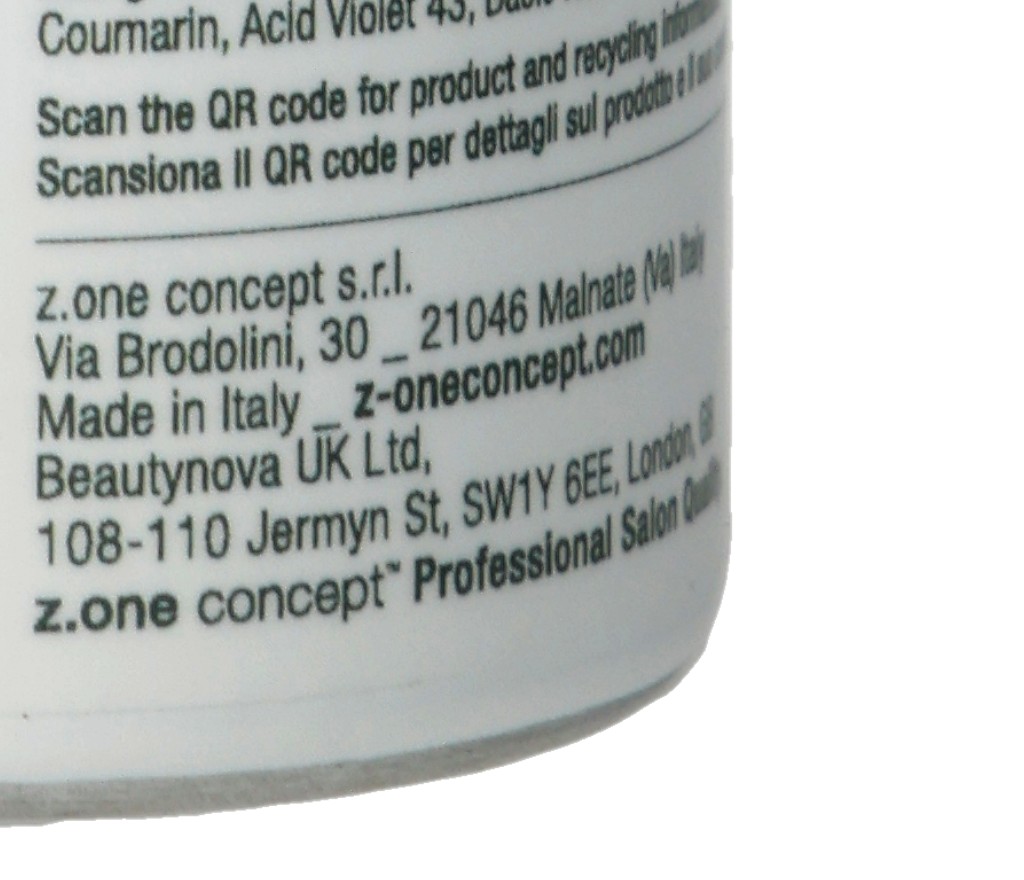 Coumarin, Acid Violet 43,
Scan the QR code for product and recycling
Scansiona Il QR code per dettagli sul prodotto e il suo
z.one concept s.r.l.
Via Brodolini, 30 _ 21046 Malnate (Va) Italy
Made in Italy _ z-oneconcept.com
Beautynova UK Ltd,
108-110 Jermyn St, SW1Y 6EE, London, GB
z.one concept™ Professional Salon